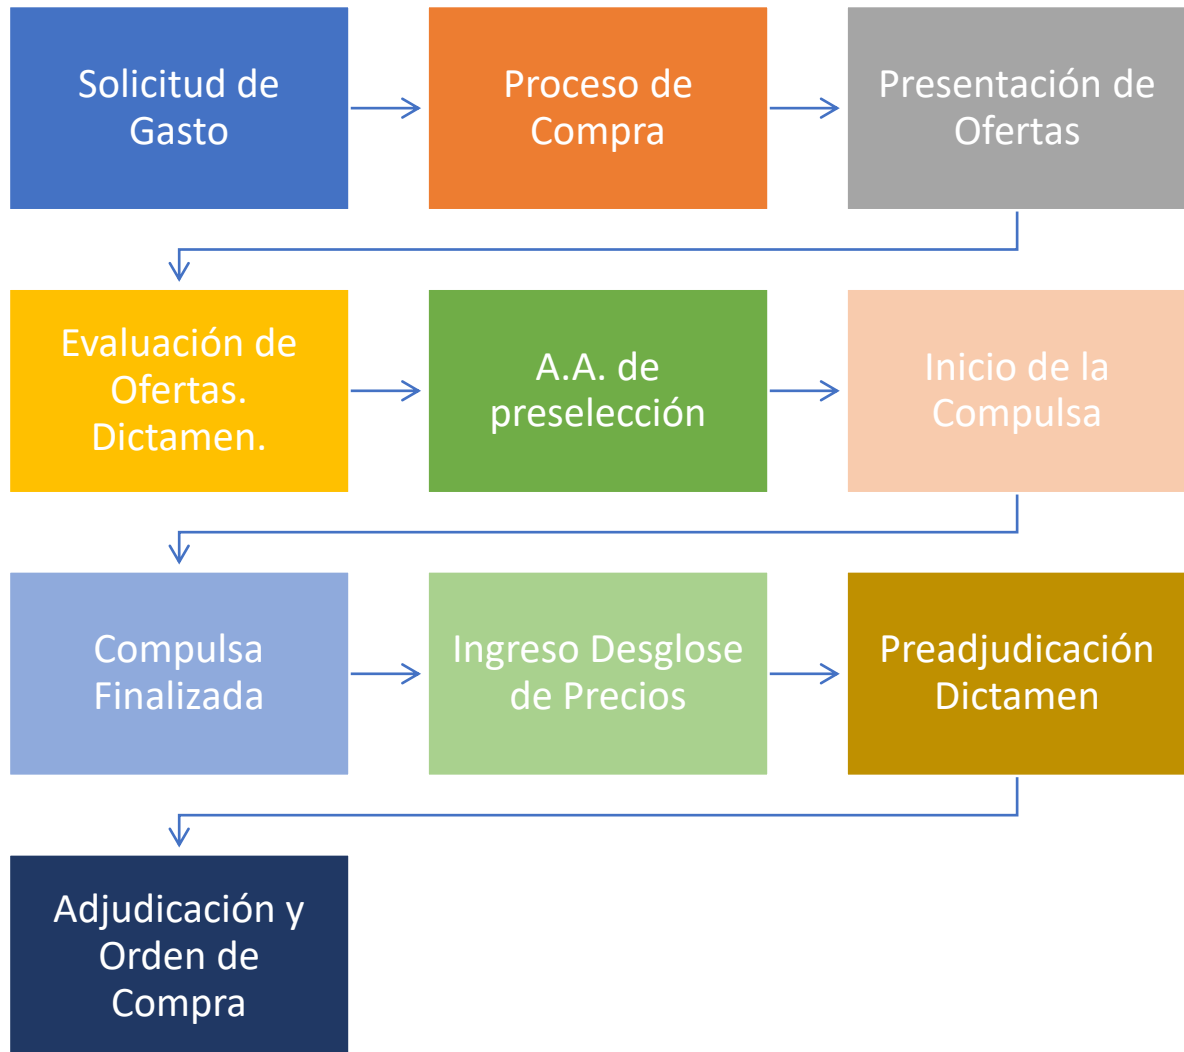 Solicitud de
Gasto
Proceso de
Compra
Presentación de
Ofertas
Evaluación de
Ofertas.
Dictamen.
A.A. de
preselección
Inicio de la
Compulsa
Compulsa
Finalizada
Ingreso Desglose
de Precios
Preadjudicación
Dictamen
Adjudicación y
Orden de
Compra